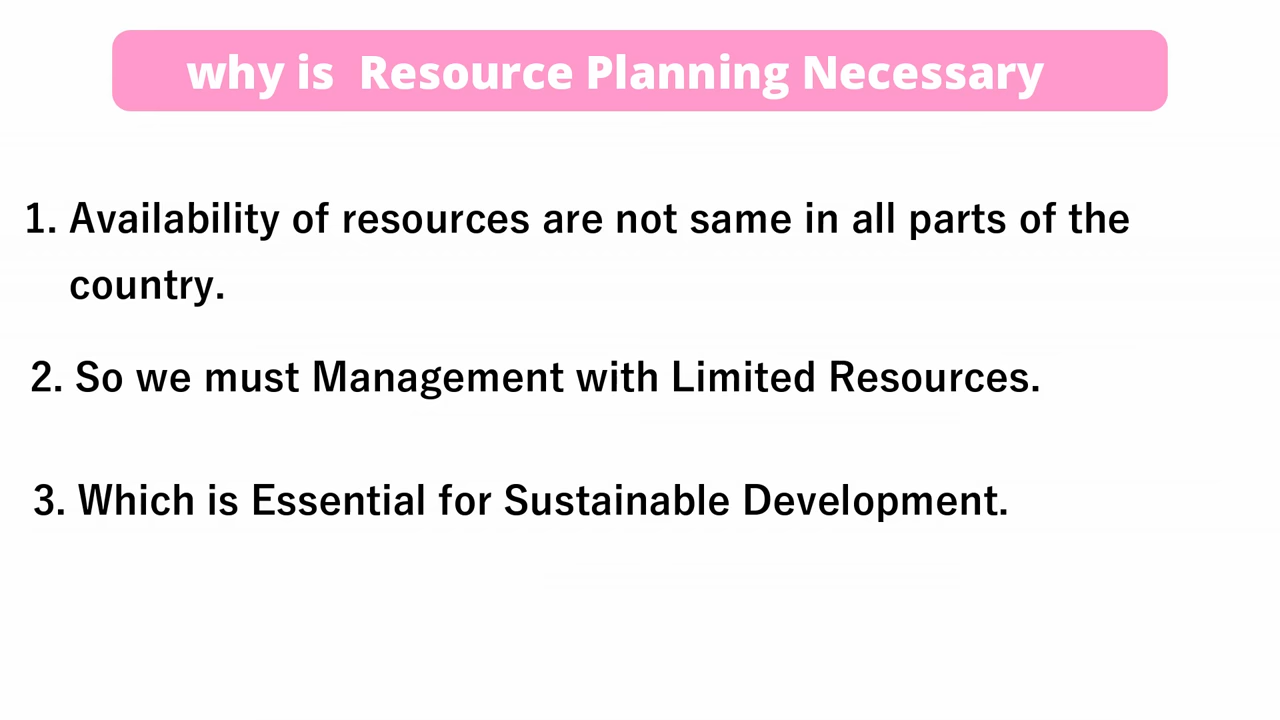 why is Resource Planning Necessary
1. Availability of resources are not same in all parts of the
country.
2. So we must Management with Limited Resources.
3. Which is Essential for Sustainable Development.